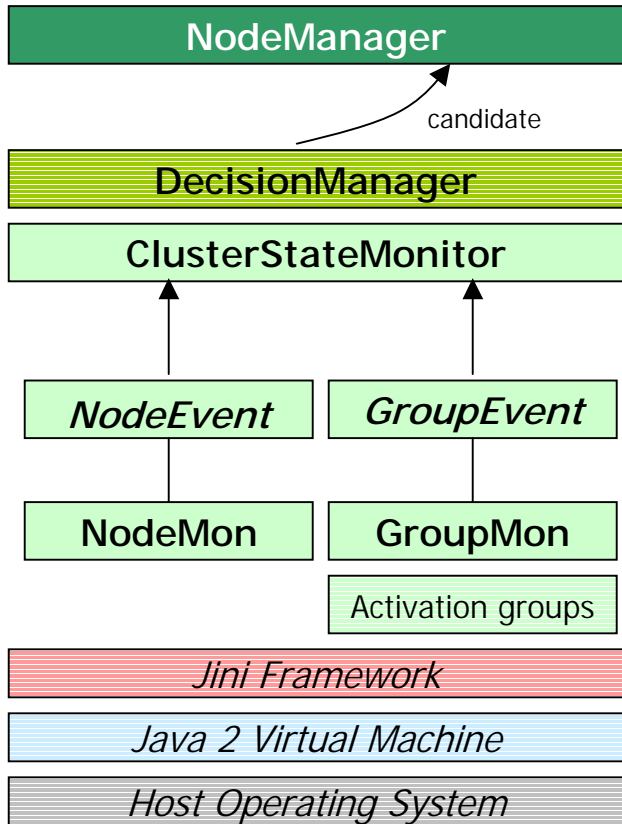 NodeManager
candidate
DecisionManager
ClusterStateMonitor
NodeEvent
GroupEvent
NodeMon
GroupMon
Activation groups
Jini Framework
Java 2 Virtual Machine
Host Operating System